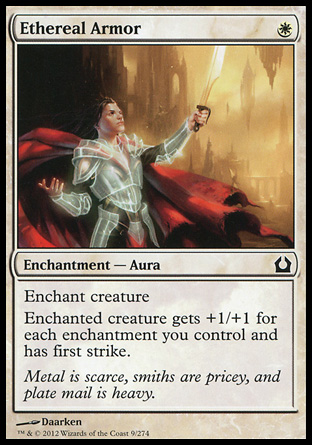 Ethereal Armor
Enchantment — Aura
Enchant creature
Enchanted creature gets +1/+1 for
each enchantment you control and
has first strike.
Metal is scarce, smiths are pricey, and
plate mail is heavy.
Daarken
™ & © 2012 Wizards of the Coast 9/274